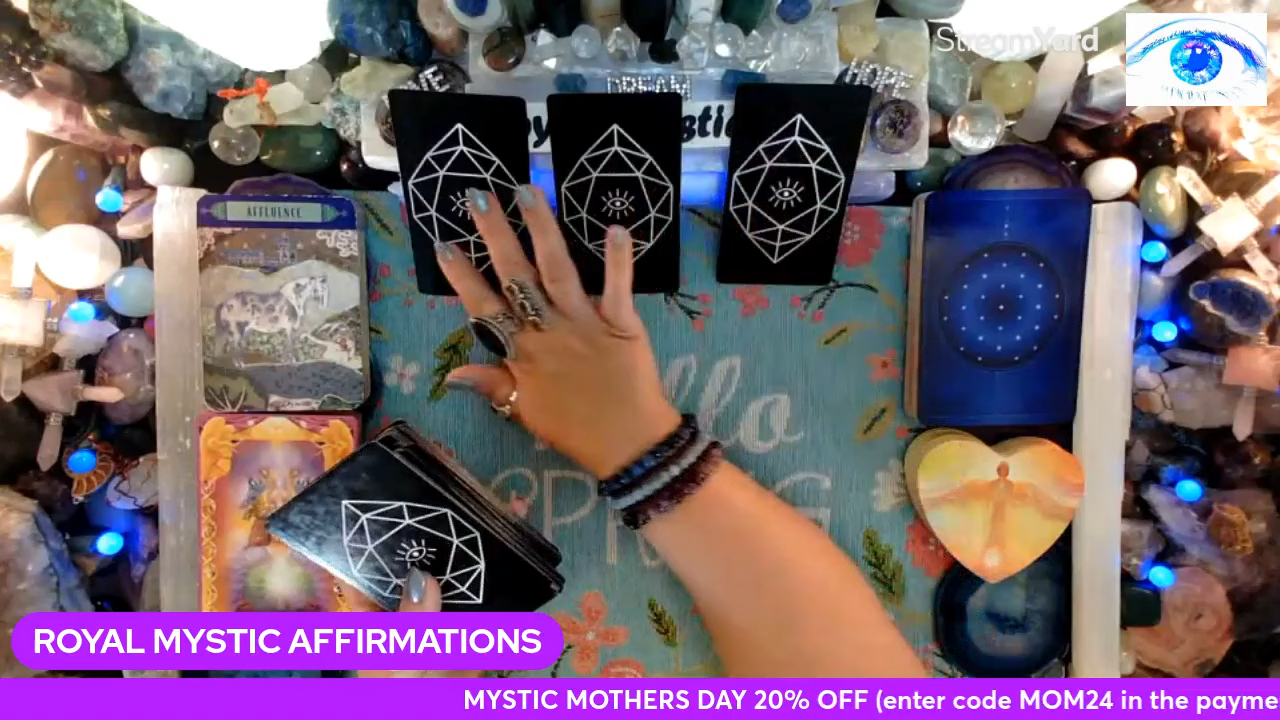 StreamYard
HOPE
DREAM
AFFLUENCE
ROYAL MYSTIC AFFIRMATIONS
MYSTIC MOTHERS DAY 20% OFF (enter code MOM24 in the payme